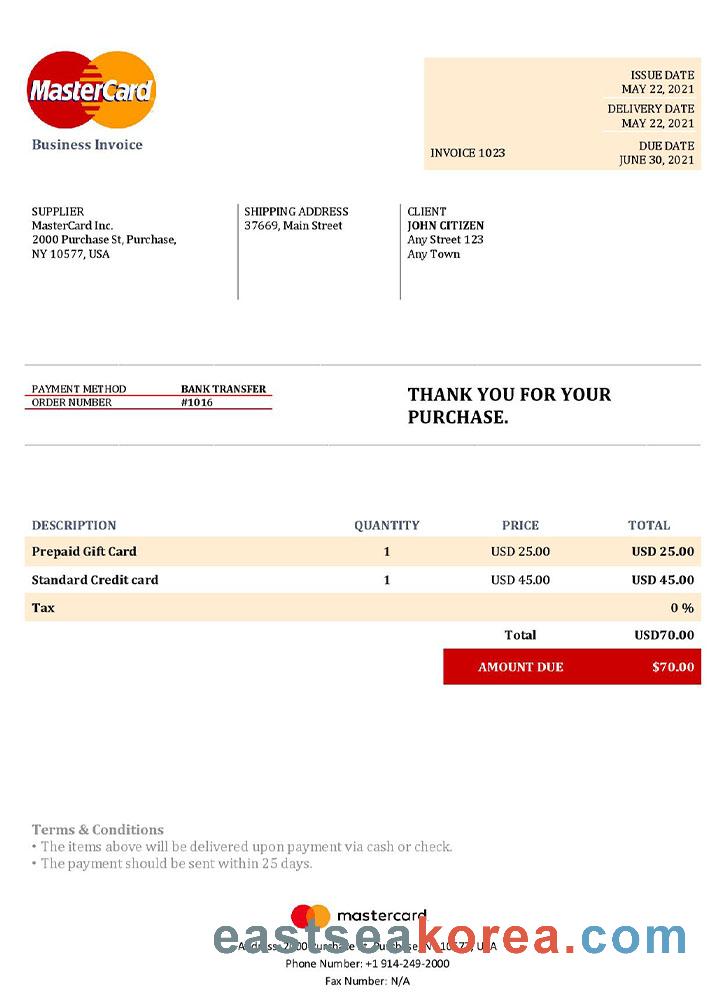 MasterCard
Business Invoice
ISSUE DATE
MAY 22, 2021
DELIVERY DATE
MAY 22, 2021
INVOICE 1023
DUE DATE
JUNE 30, 2021
SUPPLIER
MasterCard Inc.
2000 Purchase St, Purchase,
NY 10577, USA
SHIPPING ADDRESS
37669, Main Street
CLIENT
JOHN CITIZEN
Any Street 123
Any Town
PAYMENT METHOD BANK TRANSFER
ORDER NUMBER #1016
THANK YOU FOR YOUR
PURCHASE.
DESCRIPTION QUANTITY PRICE TOTAL
Prepaid Gift Card 1 USD 25.00 USD 25.00
Standard Credit card 1 USD 45.00 USD 45.00
Tax 0 %
Total USD70.00
AMOUNT DUE $70.00
Terms & Conditions
• The items above will be delivered upon payment via cash or check.
• The payment should be sent within 25 days.
mastercard
eastseakorea.com
Address: 2000 Purchase St, Purchase, NY 10577, USA
Phone Number: +1 914-249-2000
Fax Number: N/A